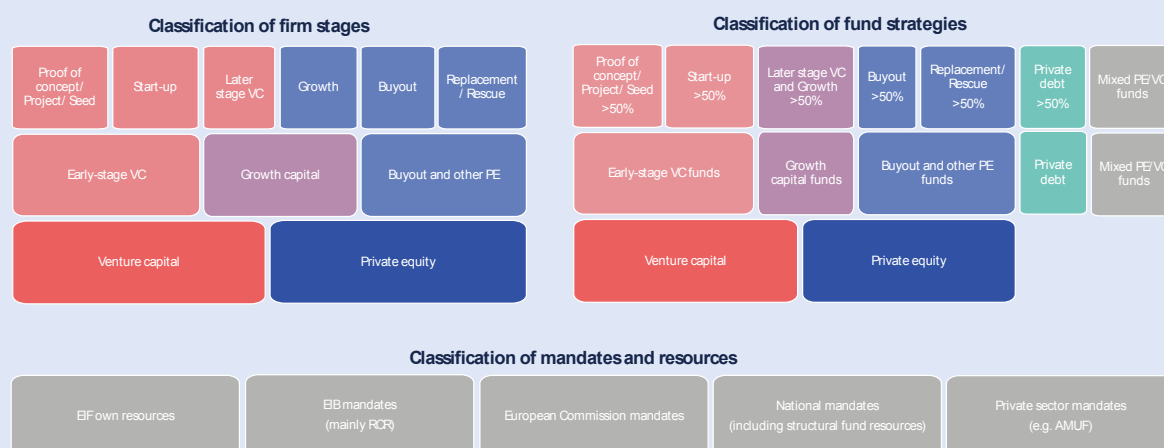 Classification of firm stages
Proof of
concept/
Project/ Seed
Start-up
Later
stage VC
Growth
Buyout
Replacement
/ Rescue
Early-stage VC
Growth capital
Buyout and other PE
Venture capital
Private equity
Classification of fund strategies
Proof of
concept/
Project/ Seed
>50%
Start-up
>50%
Later stage VC
and Growth
>50%
Buyout
>50%
Replacement/
Rescue
>50%
Private
debt
>50%
Mixed PE/VC
funds
Early-stage VC funds
Growth
capital funds
Buyout and other PE
funds
Private
debt
Mixed PE/VC
funds
Venture capital
Private equity
Classification of mandates and resources
EIF own resources
EIB mandates
(mainly RCR)
European Commission mandates
National mandates
(including structural fund resources)
Private sector mandates
(e.g. AMUF)